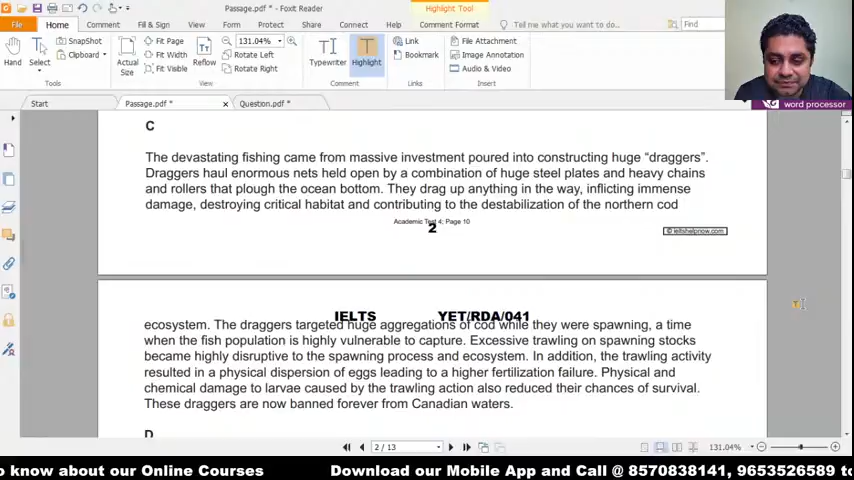 Passage.pdf * - Foxit Reader
Highlight Tool
File Home Comment Fill & Sign View Form Protect Share Connect Help Extras Comment Format Tell me what you want to do... Find
Hand
SnapShot
Select
Clipboard
Tools
Actual Size
Fit Page
Fit Width
Fit Visible
Reflow
131.04%
Rotate Left
Rotate Right
View
Typewriter
Highlight
Comment
Link
Bookmark
Links
File Attachment
Image Annotation
Audio & Video
Insert
Start Passage.pdf * Question.pdf *
word processor
C
The devastating fishing came from massive investment poured into constructing huge “draggers”.
Draggers haul enormous nets held open by a combination of huge steel plates and heavy chains
and rollers that plough the ocean bottom. They drag up anything in the way, inflicting immense
damage, destroying critical habitat and contributing to the destabilization of the northern cod
Academic Test 4; Page 10
2
© ieltshelpnow.com
IELTS YET/RDA/041
ecosystem. The draggers targeted huge aggregations of cod while they were spawning, a time
when the fish population is highly vulnerable to capture. Excessive trawling on spawning stocks
became highly disruptive to the spawning process and ecosystem. In addition, the trawling activity
resulted in a physical dispersion of eggs leading to a higher fertilization failure. Physical and
chemical damage to larvae caused by the trawling action also reduced their chances of survival.
These draggers are now banned forever from Canadian waters.
D
2 / 13
131.04%
o know about our Online Courses Download our Mobile App and Call @ 8570838141, 9653526589 to